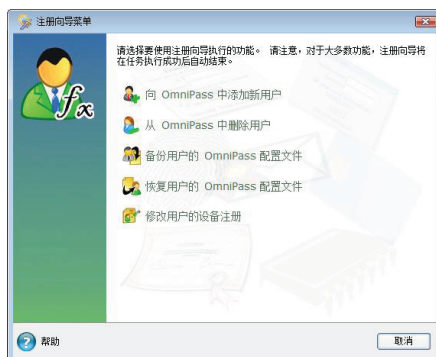 注册向导菜单
请选择要使用注册向导执行的功能。 请注意，对于大多数功能，注册向导将
在任务执行成功后自动结束。
fx
向 OmniPass 中添加新用户
从 OmniPass 中删除用户
备份用户的 OmniPass 配置文件
恢复用户的 OmniPass 配置文件
修改用户的设备注册
帮助
取消